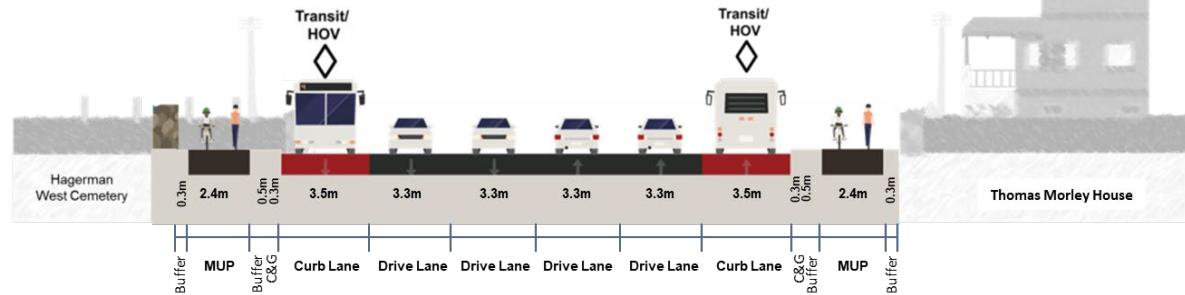 Transit/
HOV
Transit/
HOV
Hagerman
West Cemetery
0.3m
2.4m
0.5m
0.3m
3.5m
3.3m
3.3m
3.3m
3.3m
3.5m
0.3m
0.5m
2.4m
0.3m
Thomas Morley House
Buffer
MUP
Buffer
C&G
Curb Lane
Drive Lane
Drive Lane
Drive Lane
Drive Lane
Curb Lane
C&G
Buffer
MUP
Buffer